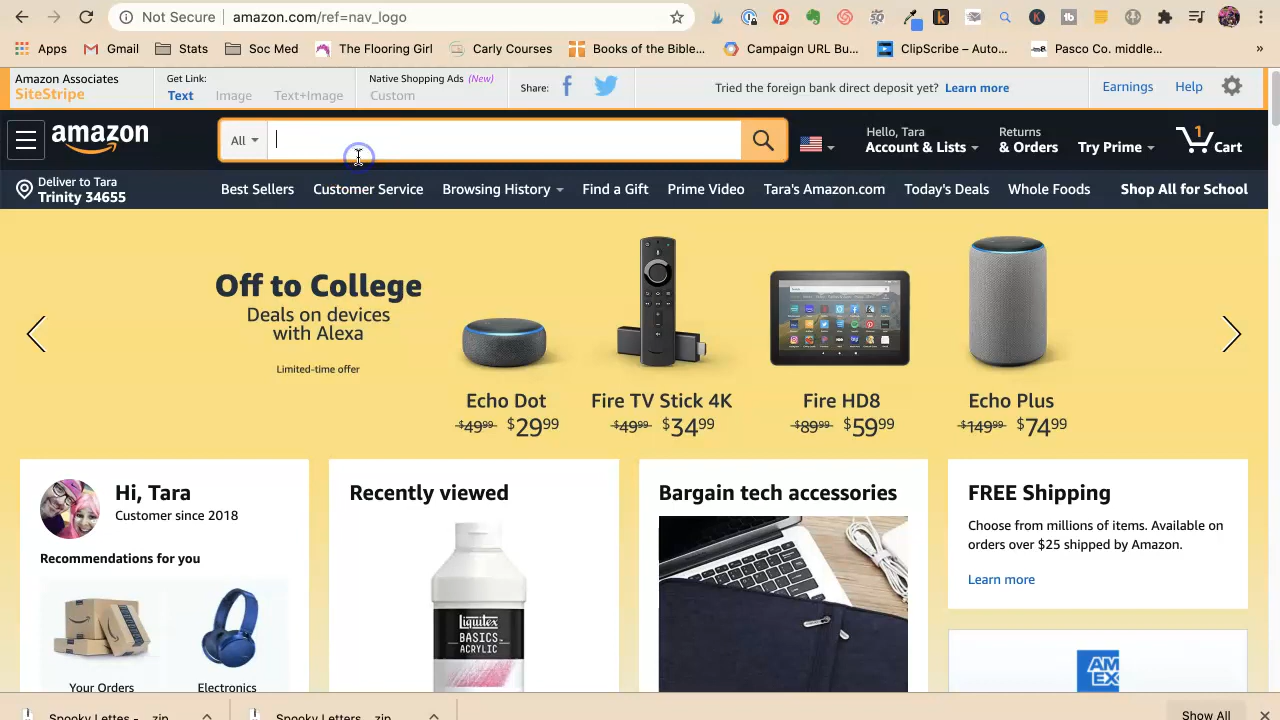 Not Secure
amazon.com/ref=nav_logo
Apps
Gmail
Stats
Soc Med
The Flooring Girl
Carly Courses
Books of the Bible...
Campaign URL Bu...
ClipScribe – Auto...
Pasco Co. middle...
»
Amazon Associates
SiteStripe
Get Link:
Text
Image
Text+Image
Native Shopping Ads (New)
Custom
Share:
Tried the foreign bank direct deposit yet? Learn more
Earnings
Help
amazon
All
Hello, Tara
Account & Lists
Returns
& Orders
Try Prime
1
Cart
Deliver to Tara
Trinity 34655
Best Sellers
Customer Service
Browsing History
Find a Gift
Prime Video
Tara's Amazon.com
Today's Deals
Whole Foods
Shop All for School
Off to College
Deals on devices
with Alexa
Limited-time offer
Echo Dot
$49.99 $29.99
Fire TV Stick 4K
$49.99 $34.99
Fire HD8
$89.99 $59.99
Echo Plus
$149.99 $74.99
Hi, Tara
Customer since 2018
Recommendations for you
Your Orders
Electronics
Recently viewed
liquitex
BASICS
ACRYLIC
Bargain tech accessories
FREE Shipping
Choose from millions of items. Available on
orders over $25 shipped by Amazon.
Learn more
AM
EX
Spooky Lettes - ....zip
Spooky Letters ....zip
Show All